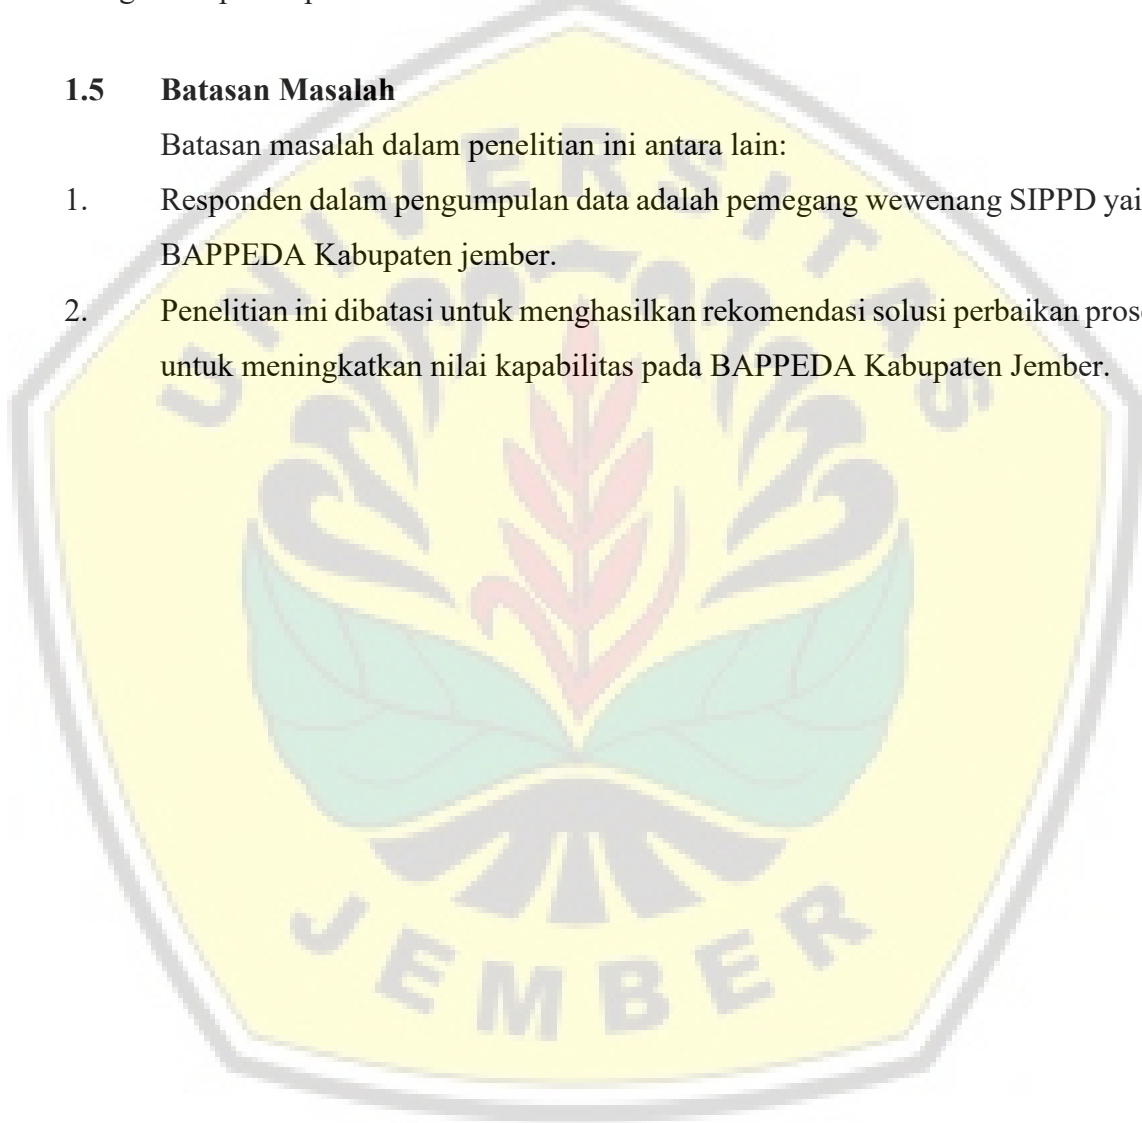 1.5 Batasan Masalah
Batasan masalah dalam penelitian ini antara lain:
1. Responden dalam pengumpulan data adalah pemegang wewenang SIPPD
BAPPEDA Kabupaten jember.
2. Penelitian ini dibatasi untuk menghasilkan rekomendasi solusi perbaikan
untuk meningkatkan nilai kapabilitas pada BAPPEDA Kabupaten Jember.
UNIVERSITAS
JEMBER